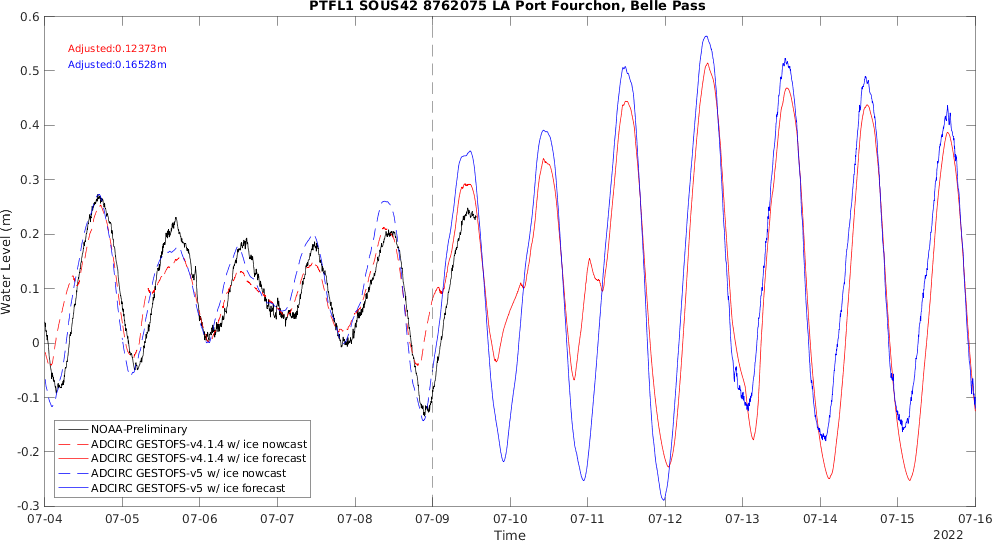 PTFL1 SOUS42 8762075 LA Port Fourchon, Belle Pass
Adjusted:0.12373m
Adjusted:0.16528m
Water Level (m)
0.6
0.5
0.4
0.3
0.2
0.1
0
-0.1
-0.2
-0.3
NOAA-Preliminary
ADCIRC GESTOFS-v4.1.4 w/ ice nowcast
ADCIRC GESTOFS-v4.1.4 w/ ice forecast
ADCIRC GESTOFS-v5 w/ ice nowcast
ADCIRC GESTOFS-v5 w/ ice forecast
07-04 07-05 07-06 07-07 07-08 07-09 07-10 07-11 07-12 07-13 07-14 07-15 07-16
Time
2022